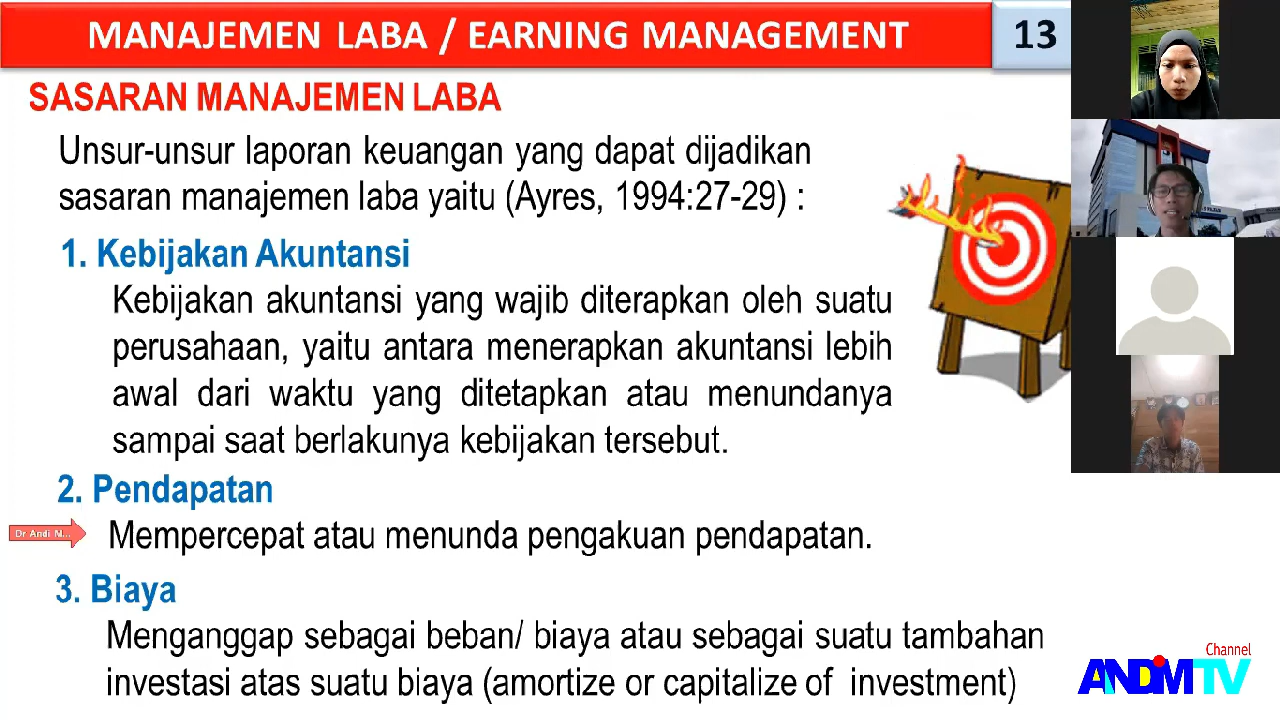 MANAJEMEN LABA / EARNING MANAGEMENT
13
SASARAN MANAJEMEN LABA
Unsur-unsur laporan keuangan yang dapat dijadikan
sasaran manajemen laba yaitu (Ayres, 1994:27-29) :
1. Kebijakan Akuntansi
Kebijakan akuntansi yang wajib diterapkan oleh suatu
perusahaan, yaitu antara menerapkan akuntansi lebih
awal dari waktu yang ditetapkan atau menundanya
sampai saat berlakunya kebijakan tersebut.
2. Pendapatan
Dr Andi N...
Mempercepat atau menunda pengakuan pendapatan.
3. Biaya
Menganggap sebagai beban/ biaya atau sebagai suatu tambahan
investasi atas suatu biaya (amortize or capitalize of investment)
Channel
ANDIMTV